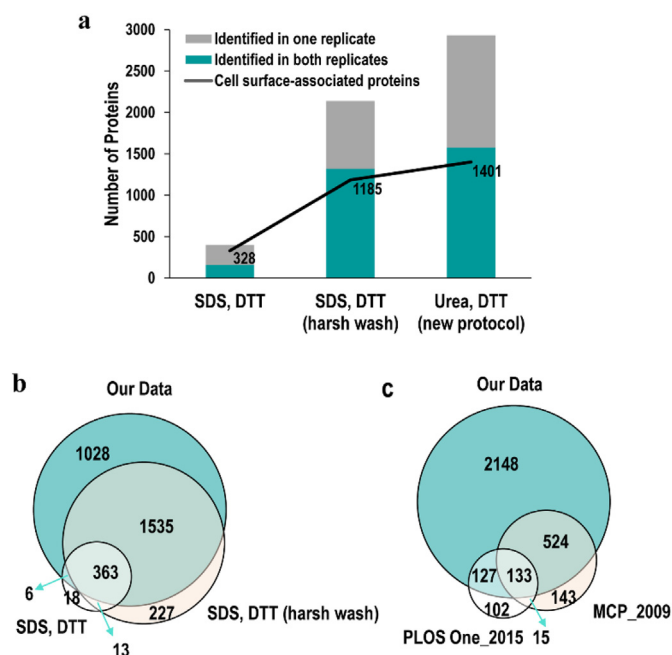 a
3000
2500
2000
1500
1000
500
0
Number of Proteins
Identified in one replicate
Identified in both replicates
Cell surface-associated proteins
328
1185
1401
SDS, DTT
SDS, DTT
(harsh wash)
Urea, DTT
(new protocol)
b
Our Data
1028
1535
363
6
18
227
SDS, DTT
SDS, DTT (harsh wash)
13
c
Our Data
2148
524
127
133
102
143
MCP_2009
PLOS One_2015
15